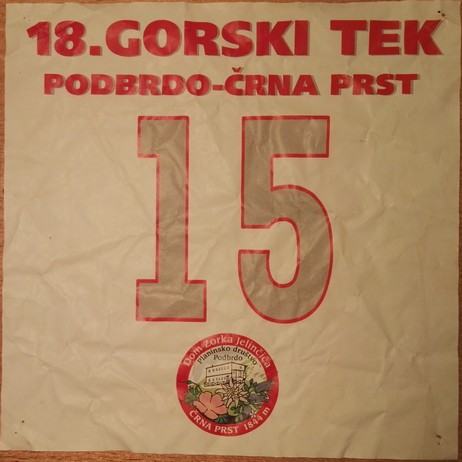 18. GORSKI TEK
PODBRDO-ČRNA PRST
15
Dom Zorka Jelinčiča
Planinsko društvo
Podbrdo
ČRNA PRST 1844 m